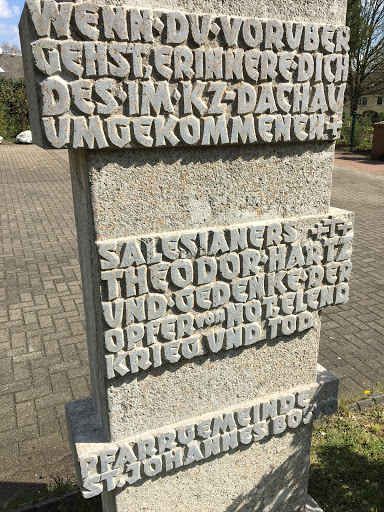 WENN·DU·VORÜBER
GEHST, ERINNERE DICH
DES·IM·KZ-DACHAU
UMGEKOMMENEN +
SALESIANERS +++
THEODOR·HARTZ
UND·GEDENKE·DER
OPFER VON NOT, ELEND
KRIEG UND TOD·
PFARRGEMEINDE
ST. JOHANNES BOSCO